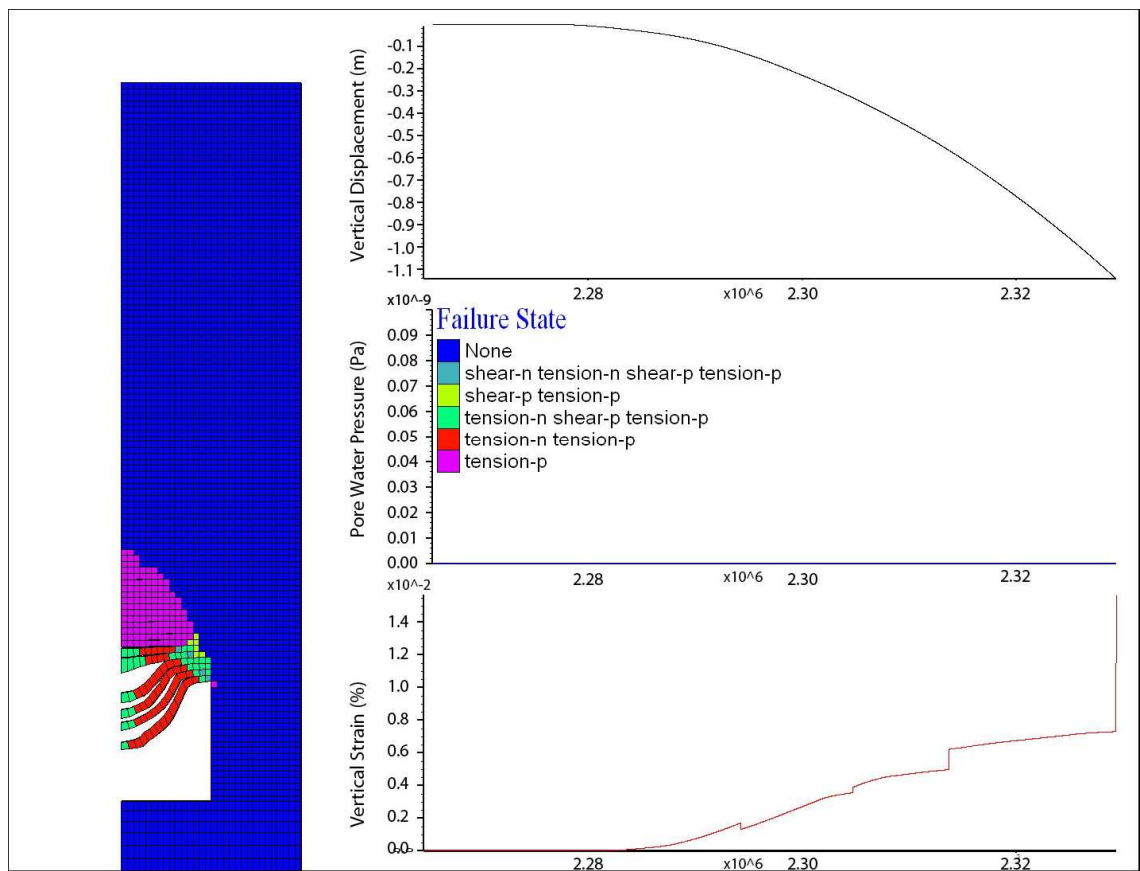 Vertical Displacement (m)
-0.1
-0.2
-0.3
-0.4
-0.5
-0.6
-0.7
-0.8
-0.9
-1.0
-1.1
2.28
x10^6
2.30
2.32
Pore Water Pressure (Pa)
x10^-9
0.09
0.08
0.07
0.06
0.05
0.04
0.03
0.02
0.01
0.00
Failure State
None
shear-n tension-n shear-p tension-p
shear-p tension-p
tension-n shear-p tension-p
tension-n tension-p
tension-p
2.28
x10^6
2.30
2.32
Vertical Strain (%)
x10^-2
1.4
1.2
1.0
0.8
0.6
0.4
0.2
0.0
2.28
x10^6
2.30
2.32